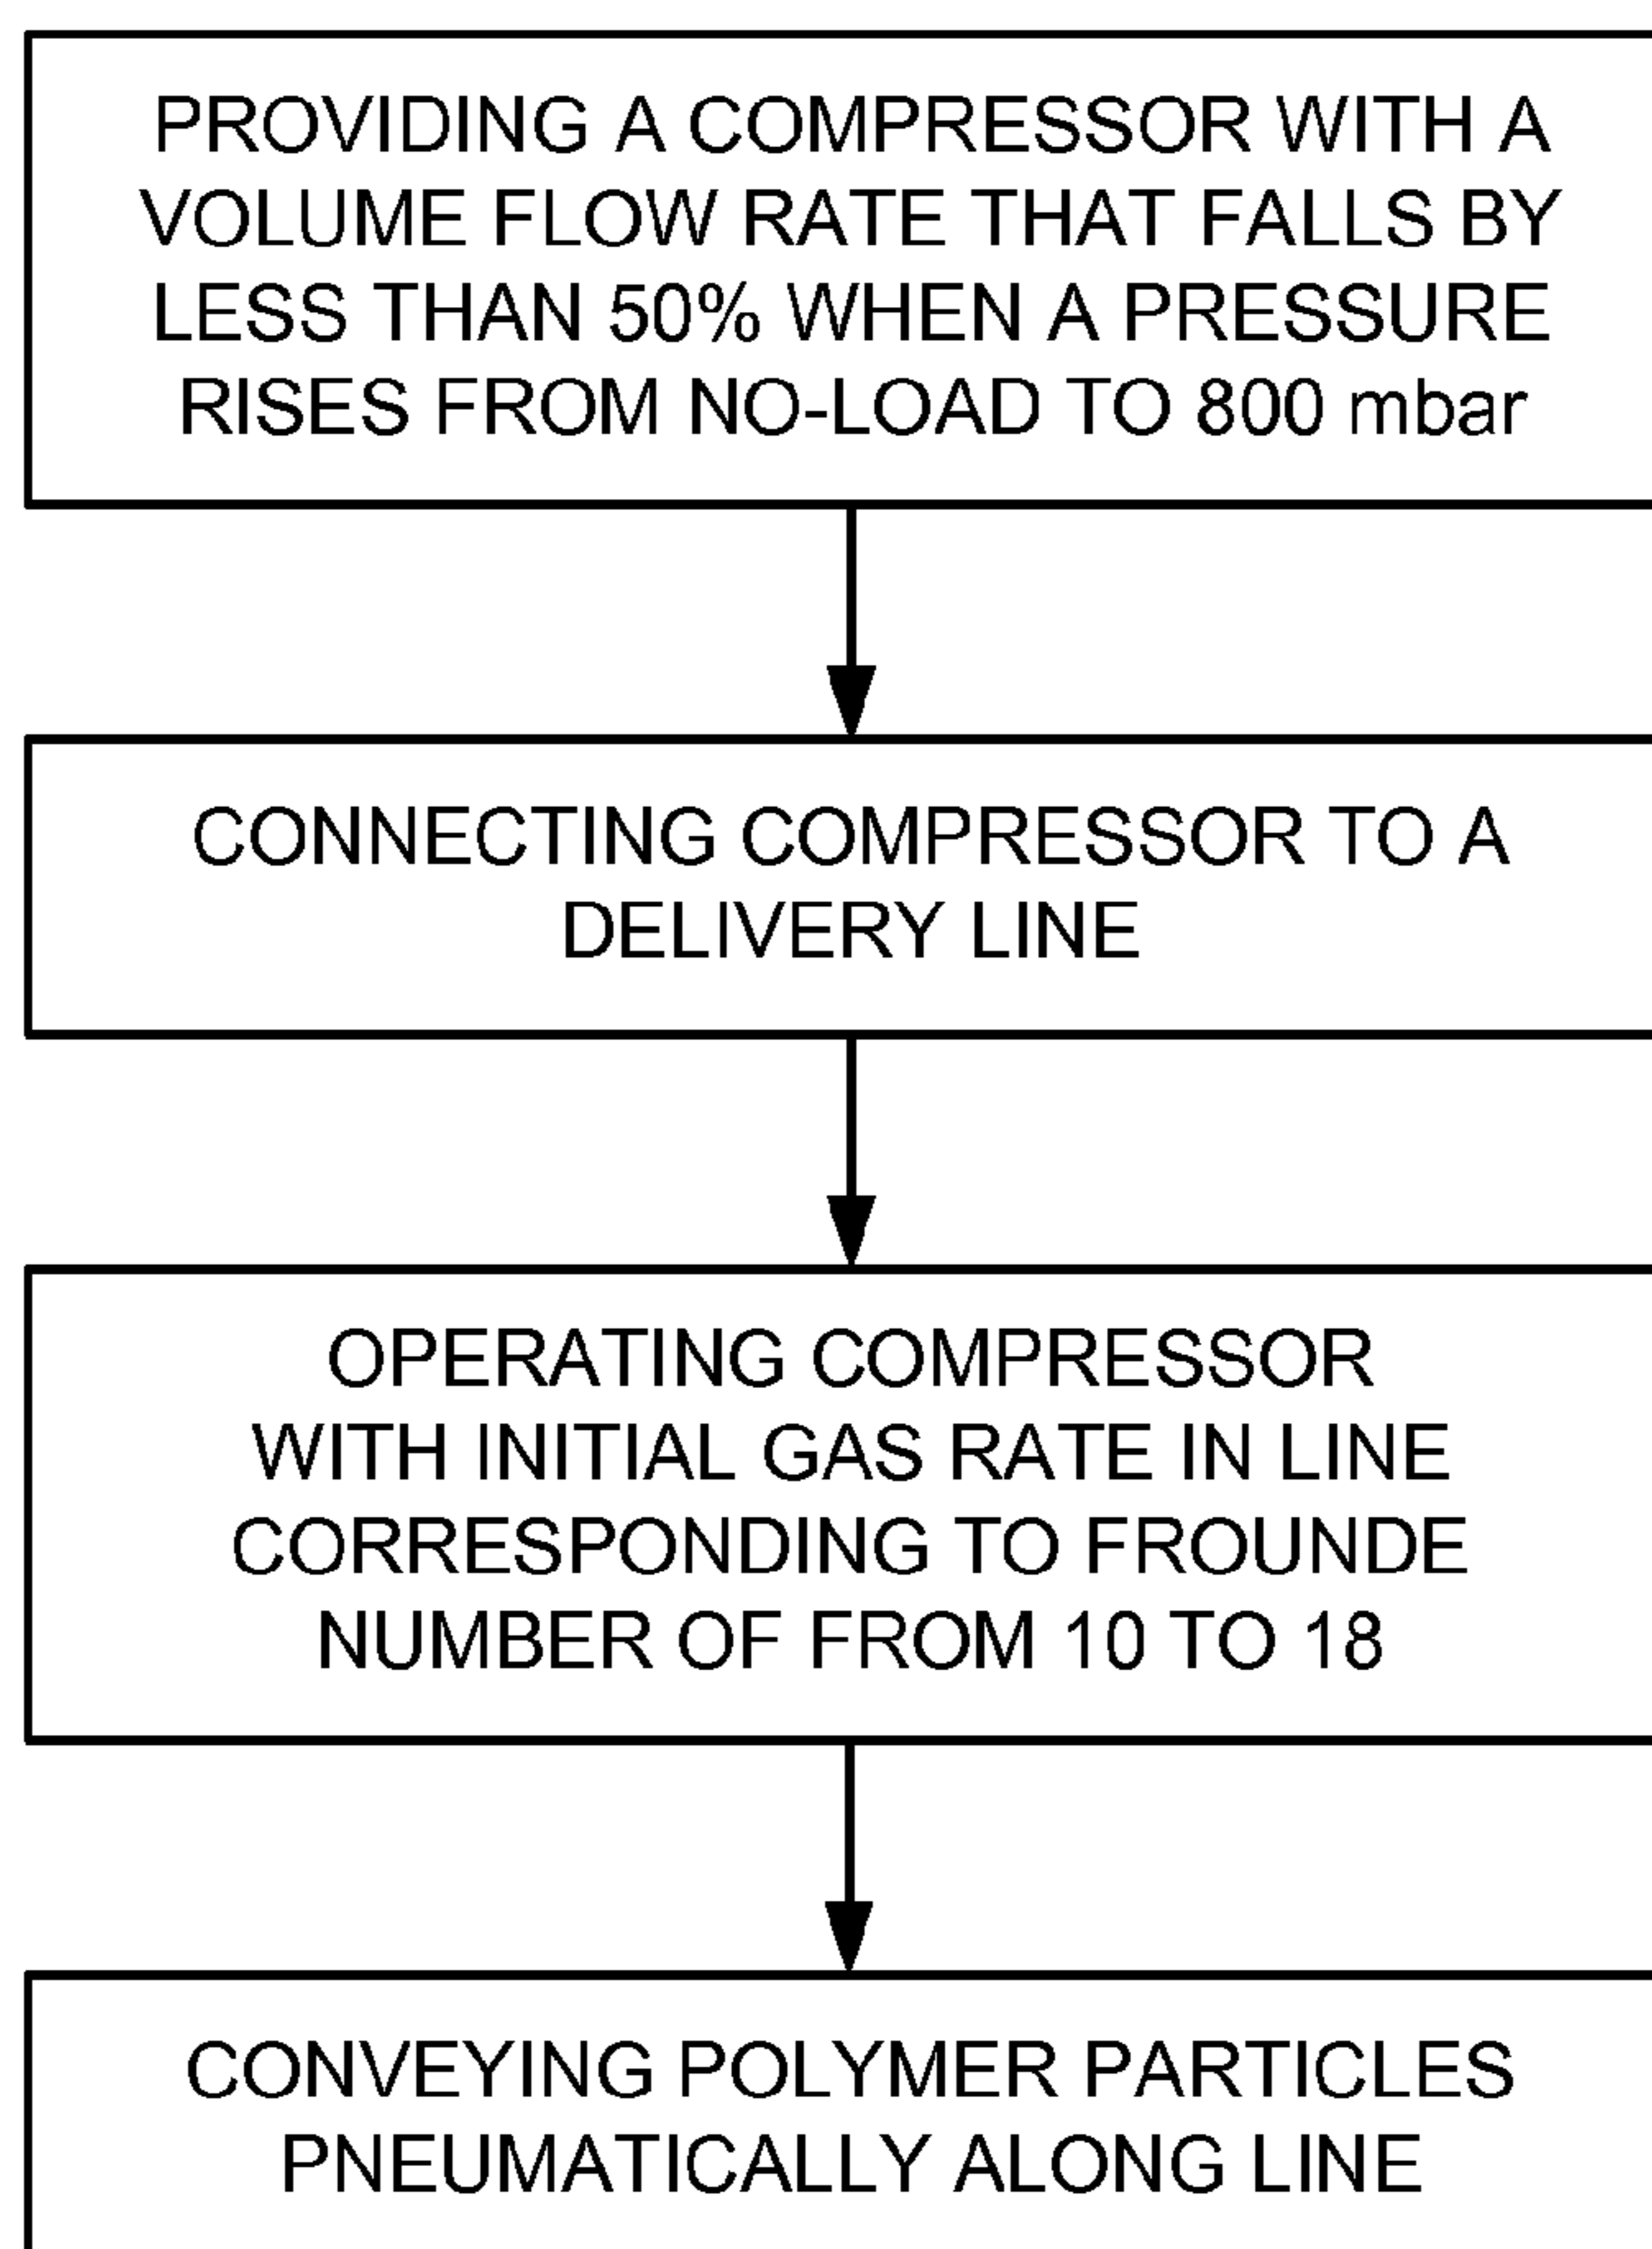 PROVIDING A COMPRESSOR WITH A
VOLUME FLOW RATE THAT FALLS BY
LESS THAN 50% WHEN A PRESSURE
RISES FROM NO-LOAD TO 800 mbar
CONNECTING COMPRESSOR TO A
DELIVERY LINE
OPERATING COMPRESSOR
WITH INITIAL GAS RATE IN LINE
CORRESPONDING TO FROUNDE
NUMBER OF FROM 10 TO 18
CONVEYING POLYMER PARTICLES
PNEUMATICALLY ALONG LINE